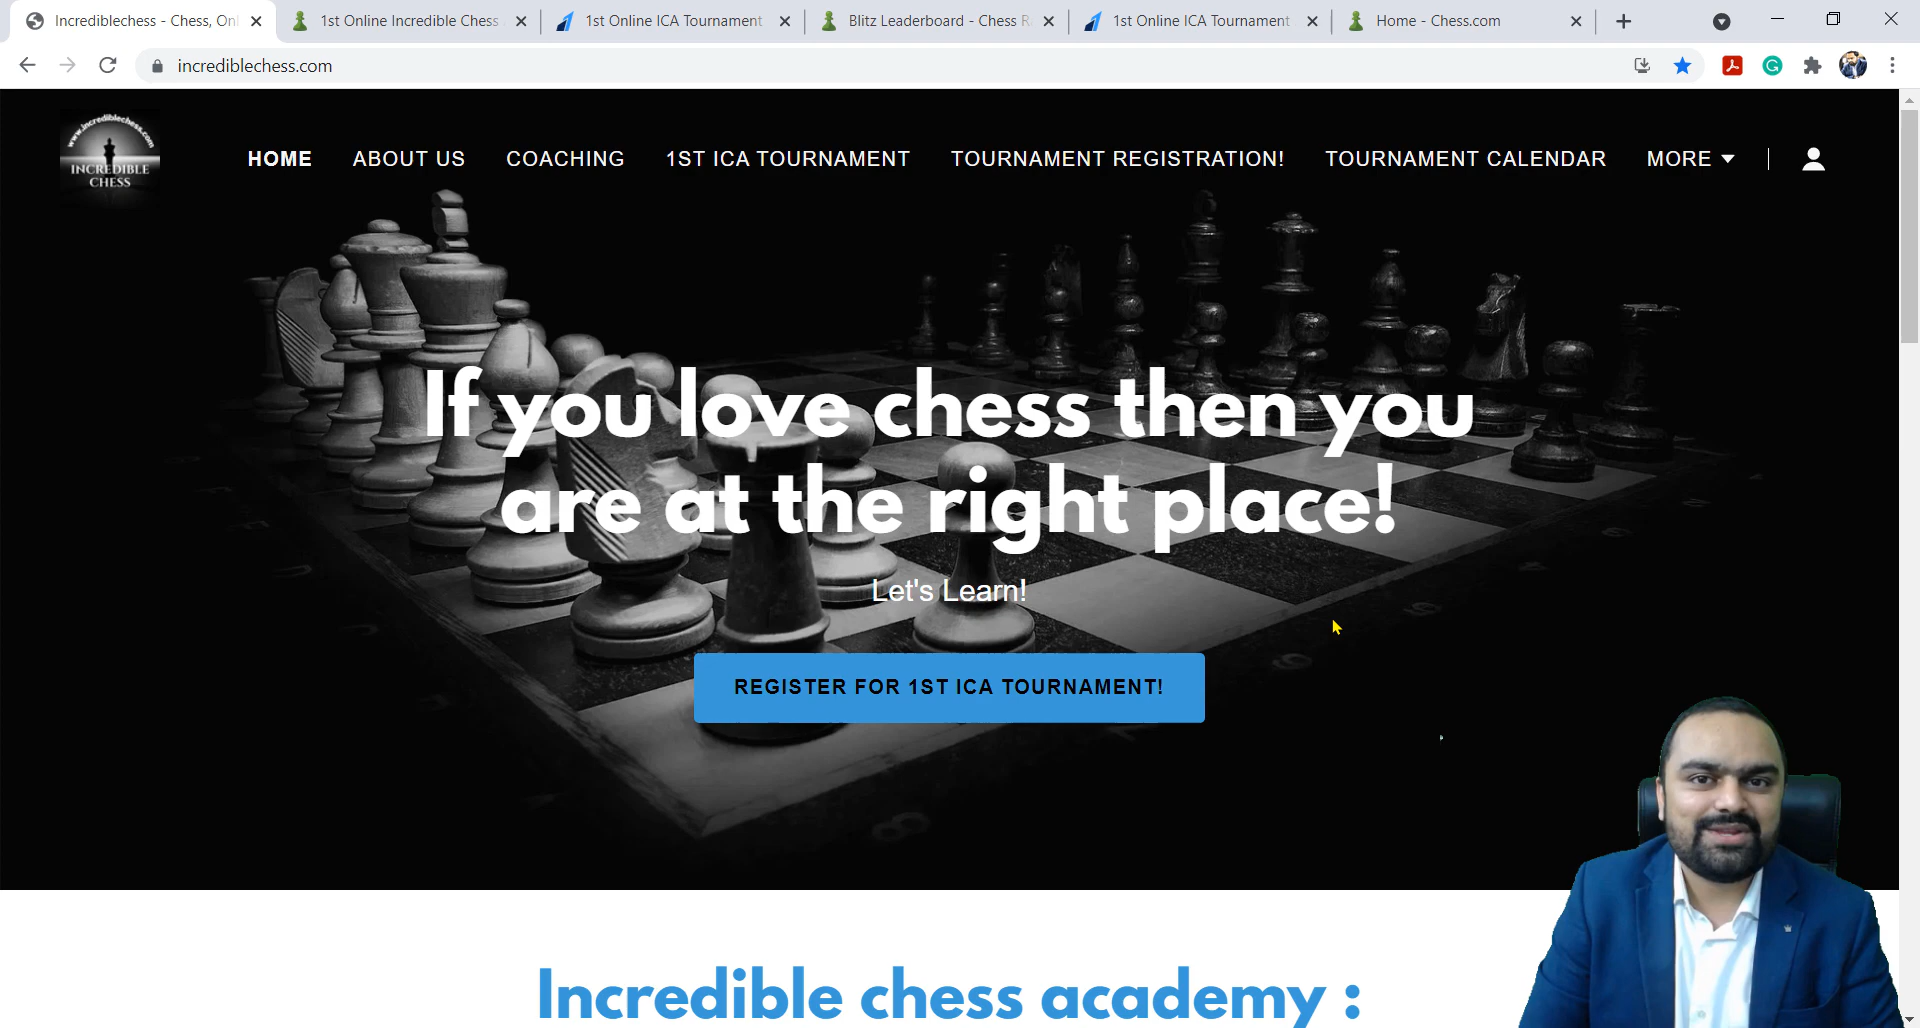 Incrediblechess - Chess, Onl
1st Online Incredible Chess
1st Online ICA Tournament
Blitz Leaderboard - Chess R
1st Online ICA Tournament
Home - Chess.com
incrediblechess.com
www.incrediblechess.com
INCREDIBLE
CHESS
HOME
ABOUT US
COACHING
1ST ICA TOURNAMENT
TOURNAMENT REGISTRATION!
TOURNAMENT CALENDAR
MORE
If you love chess then you
are at the right place!
Let's Learn!
REGISTER FOR 1ST ICA TOURNAMENT!
Incredible chess academy :